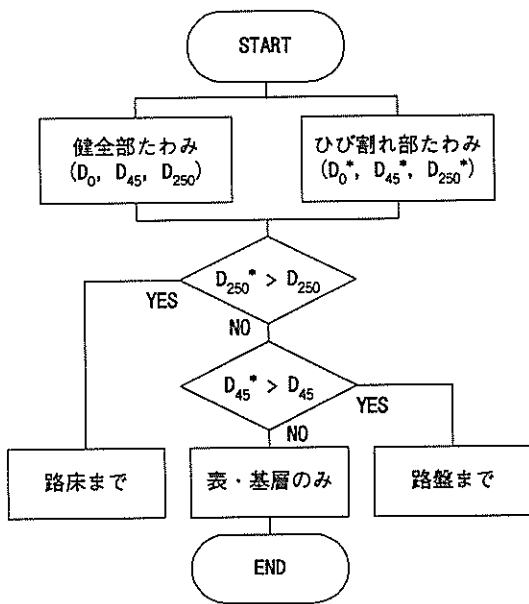 START
健全部たわみ
(D₀, D₄₅, D₂₅₀)
ひび割れ部たわみ
(D₀*, D₄₅*, D₂₅₀*)
D₂₅₀* > D₂₅₀
YES
NO
D₄₅* > D₄₅
YES
NO
路床まで
表・基層のみ
路盤まで
END